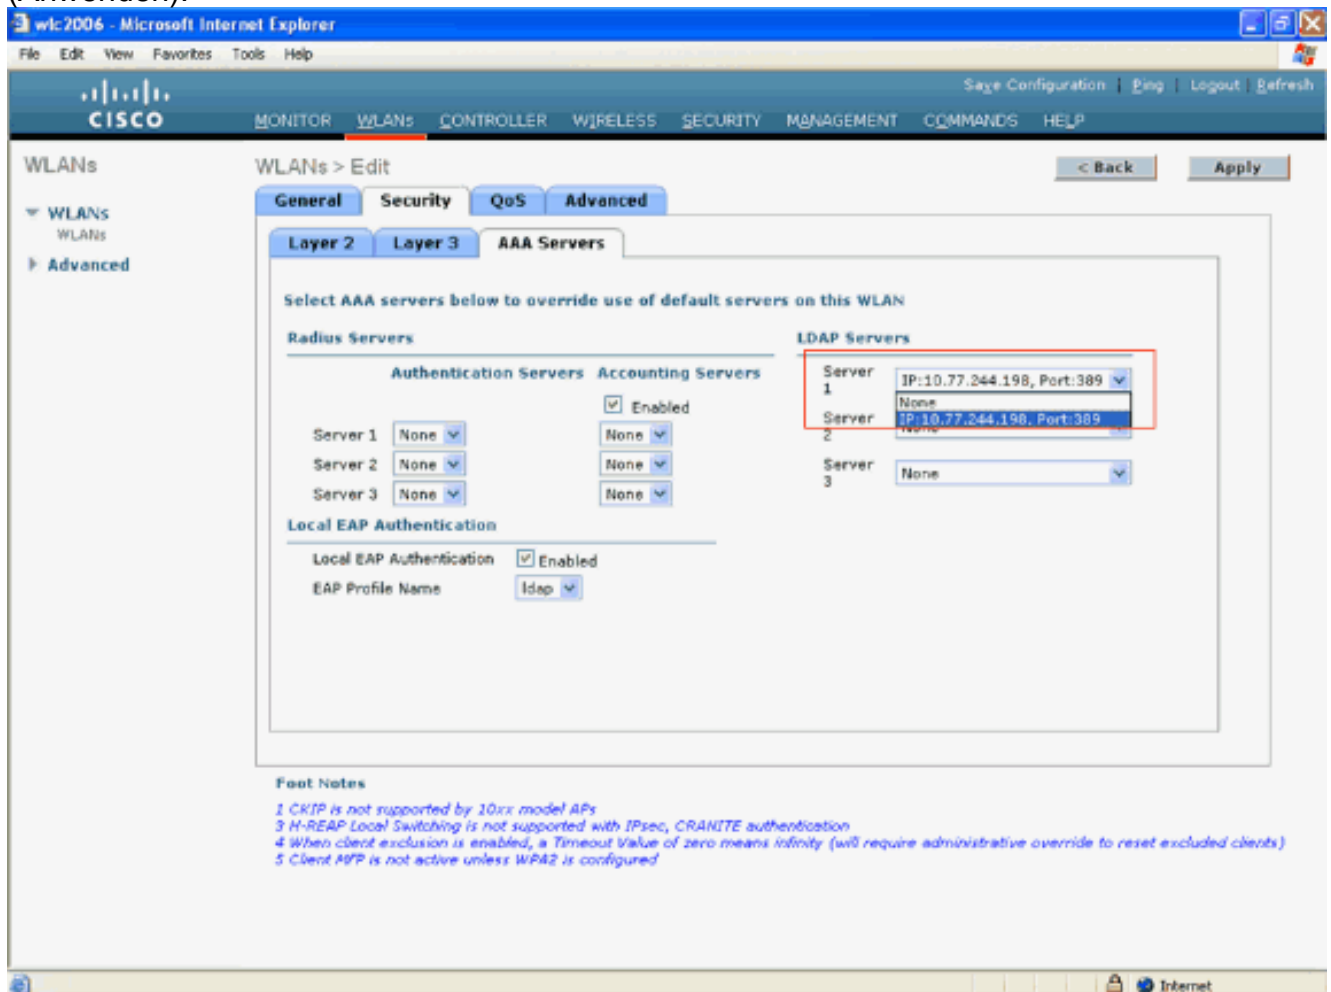 (Anwenden).
wlc2006 - Microsoft Internet Explorer
File Edit View Favorites Tools Help
Save Configuration | Ping | Logout | Refresh
CISCO
MONITOR WLANs CONTROLLER WIRELESS SECURITY MANAGEMENT COMMANDS HELP
WLANs
WLANs > Edit
< Back Apply
WLANs
WLANs
Advanced
General Security QoS Advanced
Layer 2 Layer 3 AAA Servers
Select AAA servers below to override use of default servers on this WLAN
Radius Servers
LDAP Servers
Authentication Servers Accounting Servers
Enabled
Server 1 None None
Server 2 None None
Server 3 None None
Server 1 IP:10.77.244.198, Port:389
None
IP:10.77.244.198, Port:389
Server 2 None
Server 3 None
Local EAP Authentication
Local EAP Authentication Enabled
EAP Profile Name ldap
Foot Notes
1 CKIP is not supported by 10xx model APs
3 H-REAP Local Switching is not supported with IPsec, CRANITE authentication
4 When client exclusion is enabled, a Timeout Value of zero means infinity (will require administrative override to reset excluded clients)
5 Client MFP is not active unless WPA2 is configured
Internet